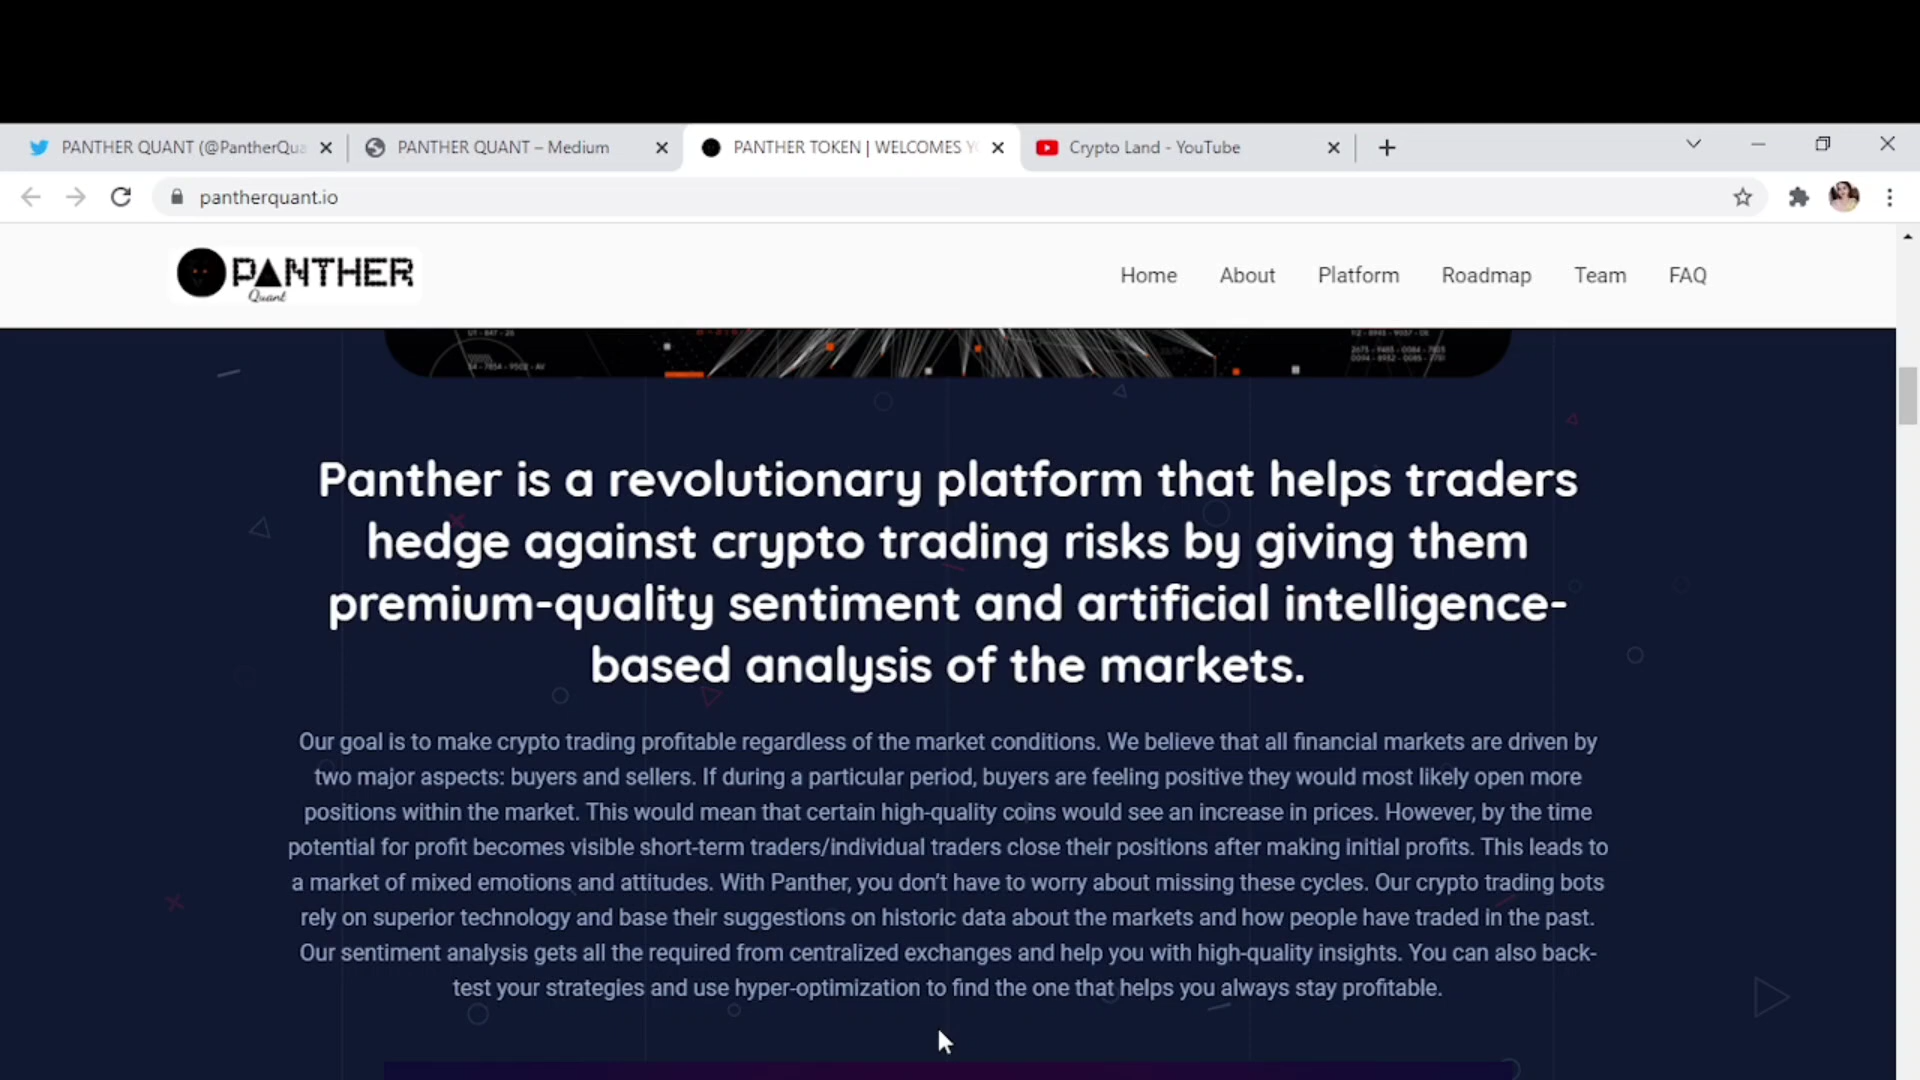 PANTHER QUANT (@PantherQua
PANTHER QUANT – Medium
PANTHER TOKEN | WELCOMES Y
Crypto Land - YouTube
pantherquant.io
PANTHER
Quant
Home
About
Platform
Roadmap
Team
FAQ
Panther is a revolutionary platform that helps traders
hedge against crypto trading risks by giving them
premium-quality sentiment and artificial intelligence-
based analysis of the markets.
Our goal is to make crypto trading profitable regardless of the market conditions. We believe that all financial markets are driven by
two major aspects: buyers and sellers. If during a particular period, buyers are feeling positive they would most likely open more
positions within the market. This would mean that certain high-quality coins would see an increase in prices. However, by the time
potential for profit becomes visible short-term traders/individual traders close their positions after making initial profits. This leads to
a market of mixed emotions and attitudes. With Panther, you don't have to worry about missing these cycles. Our crypto trading bots
rely on superior technology and base their suggestions on historic data about the markets and how people have traded in the past.
Our sentiment analysis gets all the required from centralized exchanges and help you with high-quality insights. You can also back-
test your strategies and use hyper-optimization to find the one that helps you always stay profitable.